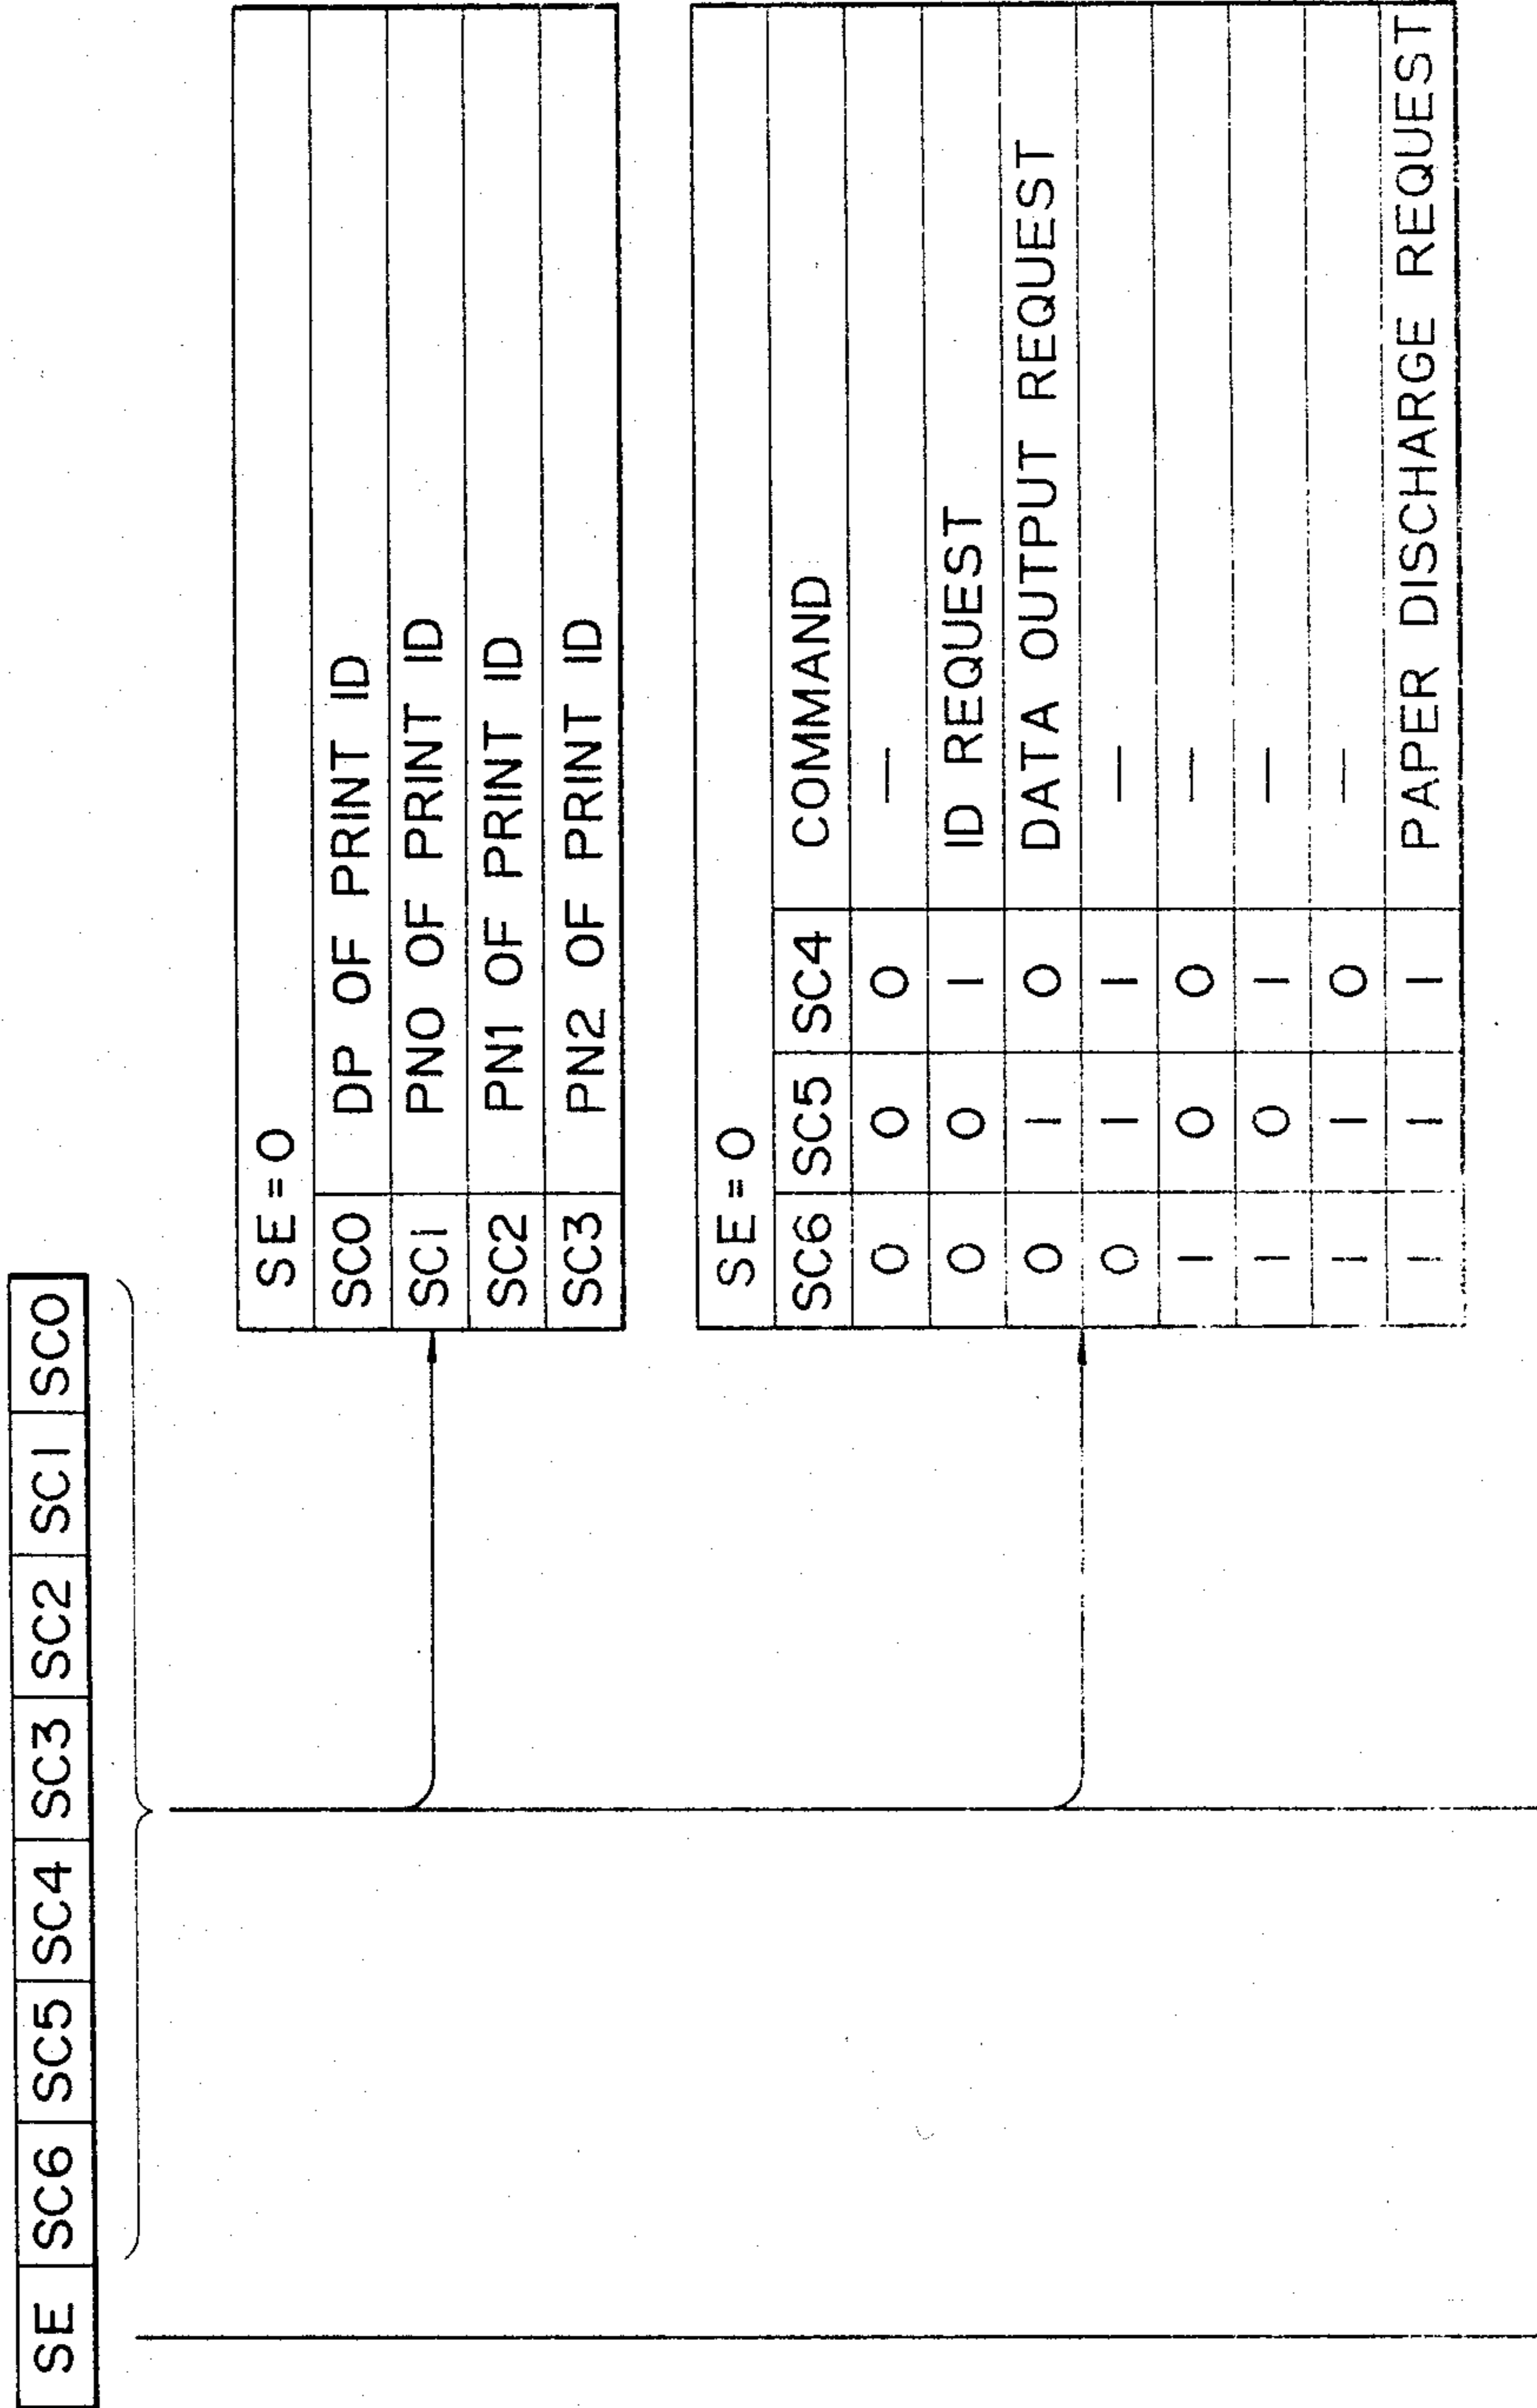 SE SC6 SC5 SC4 SC3 SC2 SC1 SC0
SE = 0
SC0 DP OF PRINT ID
SC1 PN0 OF PRINT ID
SC2 PN1 OF PRINT ID
SC3 PN2 OF PRINT ID
SE = 0
SC6 SC5 SC4 COMMAND
0 0 0 —
0 0 1 ID REQUEST
0 1 0 DATA OUTPUT REQUEST
0 1 1 —
1 0 0 —
1 0 1 —
1 1 0 —
1 1 1 PAPER DISCHARGE REQUEST